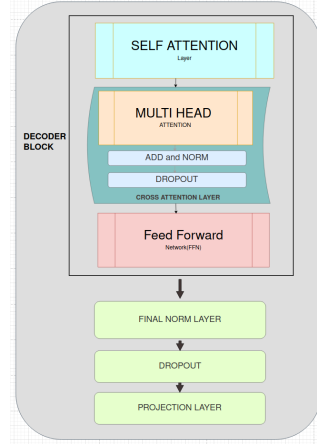 SELF ATTENTION
Layer
MULTI HEAD
ATTENTION
DECODER
BLOCK
ADD and NORM
DROPOUT
CROSS ATTENTION LAYER
Feed Forward
Network(FFN)
FINAL NORM LAYER
DROPOUT
PROJECTION LAYER